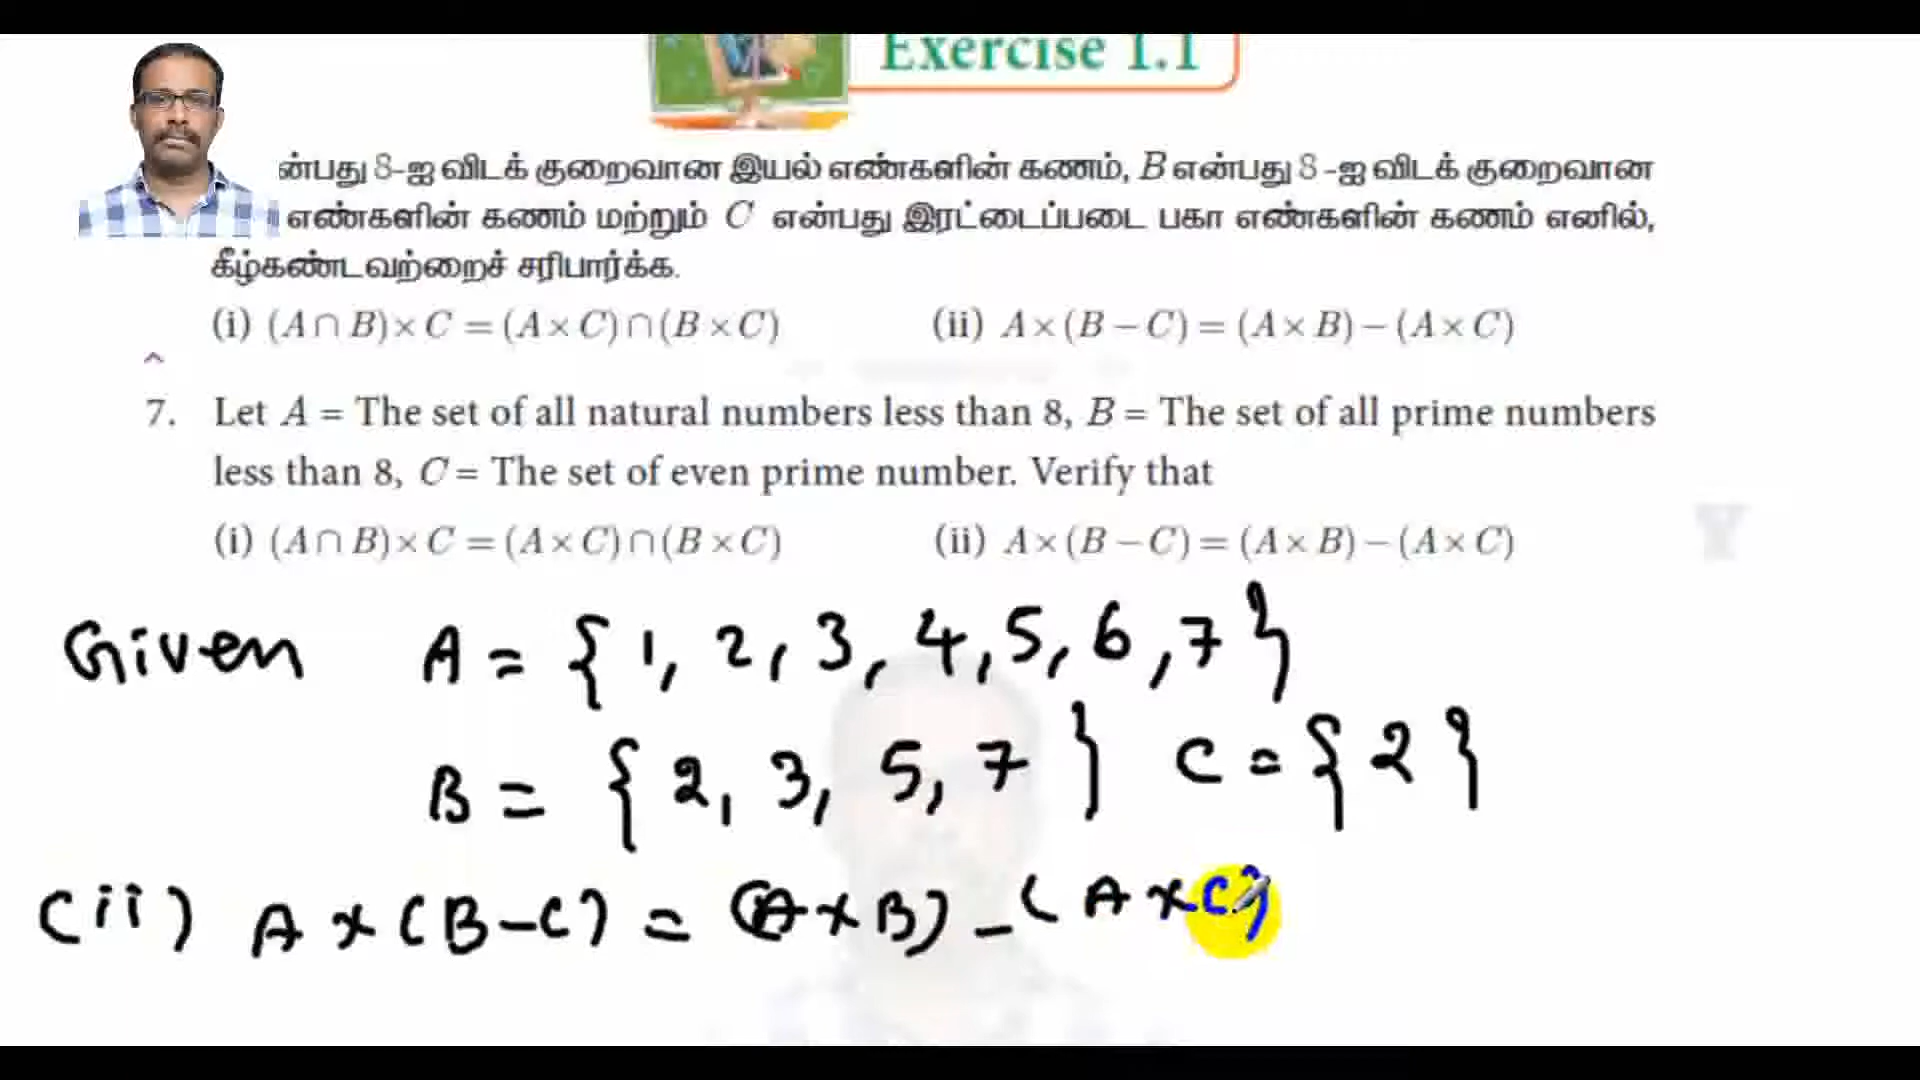 Exercise 1.1
ன்பது 8-ஐ விடக் குறைவான இயல் எண்களின் கணம், B என்பது 8 -ஐ விடக் குறைவான
எண்களின் கணம் மற்றும் C என்பது இரட்டைப்படை பகா எண்களின் கணம் எனில்,
கீழ்கண்டவற்றைச் சரிபார்க்க.
(i) (A∩B)×C = (A×C)∩(B×C) (ii) A×(B−C) = (A×B)−(A×C)
7. Let A = The set of all natural numbers less than 8, B = The set of all prime numbers
less than 8, C = The set of even prime number. Verify that
(i) (A∩B)×C = (A×C)∩(B×C) (ii) A×(B−C) = (A×B)−(A×C)
Given A = {1, 2, 3, 4, 5, 6, 7}
B = {2, 3, 5, 7} C = {2}
(ii) A×(B−C) = (A×B) − (A×C)